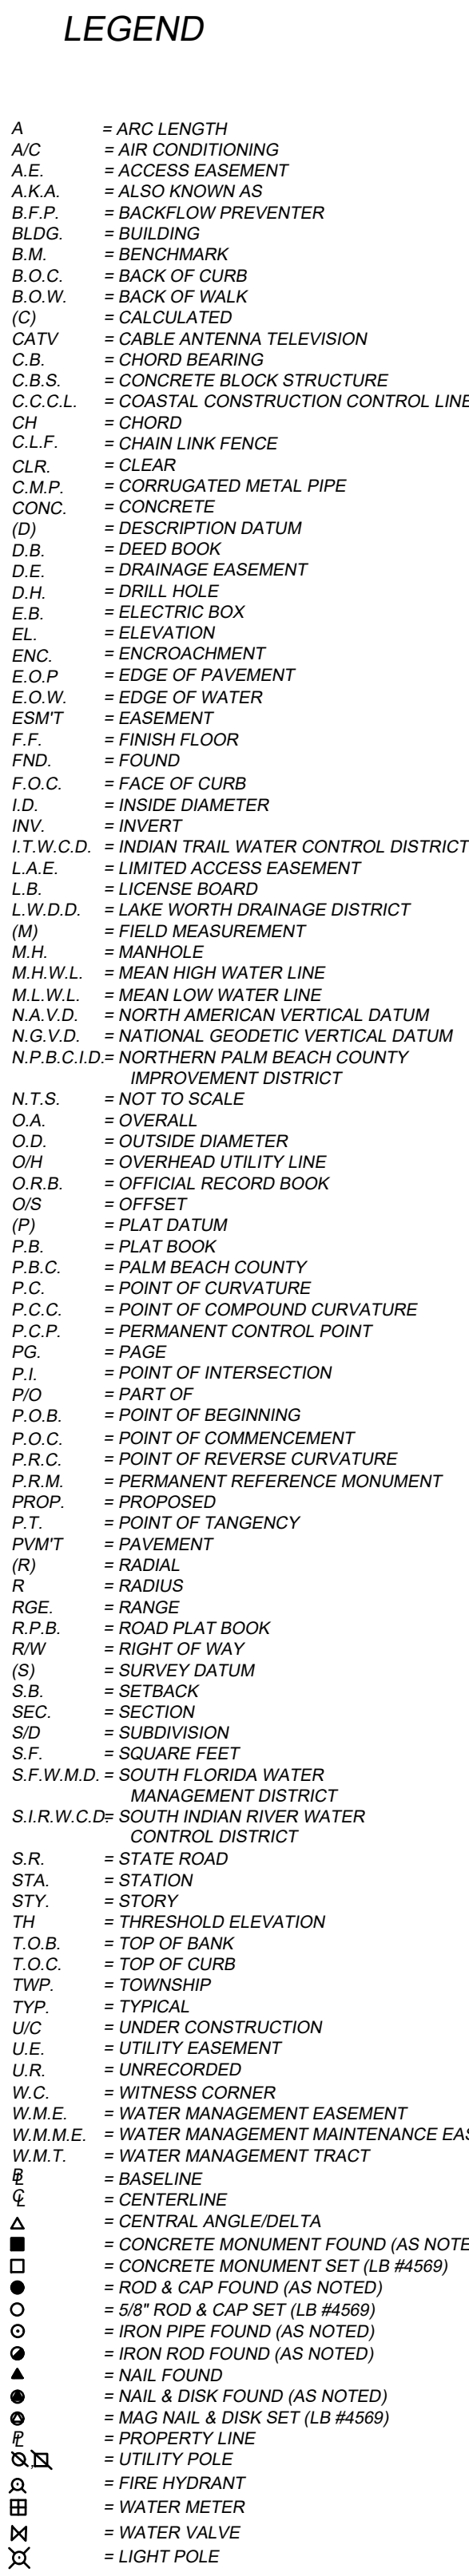 LEGEND
A = ARC LENGTH
A/C = AIR CONDITIONING
A.E. = ACCESS EASEMENT
A.K.A. = ALSO KNOWN AS
B.F.P. = BACKFLOW PREVENTER
BLDG. = BUILDING
B.M. = BENCHMARK
B.O.C. = BACK OF CURB
B.O.W. = BACK OF WALK
(C) = CALCULATED
CATV = CABLE ANTENNA TELEVISION
C.B. = CHORD BEARING
C.B.S. = CONCRETE BLOCK STRUCTURE
C.C.C.L. = COASTAL CONSTRUCTION CONTROL LINE
CH = CHORD
C.L.F. = CHAIN LINK FENCE
CLR. = CLEAR
C.M.P. = CORRUGATED METAL PIPE
CONC. = CONCRETE
(D) = DESCRIPTION DATUM
D.B. = DEED BOOK
D.E. = DRAINAGE EASEMENT
D.H. = DRILL HOLE
E.B. = ELECTRIC BOX
EL. = ELEVATION
ENC. = ENCROACHMENT
E.O.P = EDGE OF PAVEMENT
E.O.W. = EDGE OF WATER
ESM'T = EASEMENT
F.F. = FINISH FLOOR
FND. = FOUND
F.O.C. = FACE OF CURB
I.D. = INSIDE DIAMETER
INV. = INVERT
I.T.W.C.D. = INDIAN TRAIL WATER CONTROL DISTRICT
L.A.E. = LIMITED ACCESS EASEMENT
L.B. = LICENSE BOARD
L.W.D.D. = LAKE WORTH DRAINAGE DISTRICT
(M) = FIELD MEASUREMENT
M.H. = MANHOLE
M.H.W.L. = MEAN HIGH WATER LINE
M.L.W.L. = MEAN LOW WATER LINE
N.A.V.D. = NORTH AMERICAN VERTICAL DATUM
N.G.V.D. = NATIONAL GEODETIC VERTICAL DATUM
N.P.B.C.I.D.= NORTHERN PALM BEACH COUNTY
IMPROVEMENT DISTRICT
N.T.S. = NOT TO SCALE
O.A. = OVERALL
O.D. = OUTSIDE DIAMETER
O/H = OVERHEAD UTILITY LINE
O.R.B. = OFFICIAL RECORD BOOK
O/S = OFFSET
(P) = PLAT DATUM
P.B. = PLAT BOOK
P.B.C. = PALM BEACH COUNTY
P.C. = POINT OF CURVATURE
P.C.C. = POINT OF COMPOUND CURVATURE
P.C.P. = PERMANENT CONTROL POINT
PG. = PAGE
P.I. = POINT OF INTERSECTION
P/O = PART OF
P.O.B. = POINT OF BEGINNING
P.O.C. = POINT OF COMMENCEMENT
P.R.C. = POINT OF REVERSE CURVATURE
P.R.M. = PERMANENT REFERENCE MONUMENT
PROP. = PROPOSED
P.T. = POINT OF TANGENCY
PVM'T = PAVEMENT
(R) = RADIAL
R = RADIUS
RGE. = RANGE
R.P.B. = ROAD PLAT BOOK
R/W = RIGHT OF WAY
(S) = SURVEY DATUM
S.B. = SETBACK
SEC. = SECTION
S/D = SUBDIVISION
S.F. = SQUARE FEET
S.F.W.M.D. = SOUTH FLORIDA WATER
MANAGEMENT DISTRICT
S.I.R.W.C.D.= SOUTH INDIAN RIVER WATER
CONTROL DISTRICT
S.R. = STATE ROAD
STA. = STATION
STY. = STORY
TH = THRESHOLD ELEVATION
T.O.B. = TOP OF BANK
T.O.C. = TOP OF CURB
TWP. = TOWNSHIP
TYP. = TYPICAL
U/C = UNDER CONSTRUCTION
U.E. = UTILITY EASEMENT
U.R. = UNRECORDED
W.C. = WITNESS CORNER
W.M.E. = WATER MANAGEMENT EASEMENT
W.M.M.E. = WATER MANAGEMENT MAINTENANCE EAS
W.M.T. = WATER MANAGEMENT TRACT
BL = BASELINE
CL = CENTERLINE
△ = CENTRAL ANGLE/DELTA
■ = CONCRETE MONUMENT FOUND (AS NOTE
□ = CONCRETE MONUMENT SET (LB #4569)
● = ROD & CAP FOUND (AS NOTED)
○ = 5/8" ROD & CAP SET (LB #4569)
⊙ = IRON PIPE FOUND (AS NOTED)
= IRON ROD FOUND (AS NOTED)
▲ = NAIL FOUND
= NAIL & DISK FOUND (AS NOTED)
= MAG NAIL & DISK SET (LB #4569)
PL = PROPERTY LINE
= UTILITY POLE
= FIRE HYDRANT
⊞ = WATER METER
⋈ = WATER VALVE
= LIGHT POLE